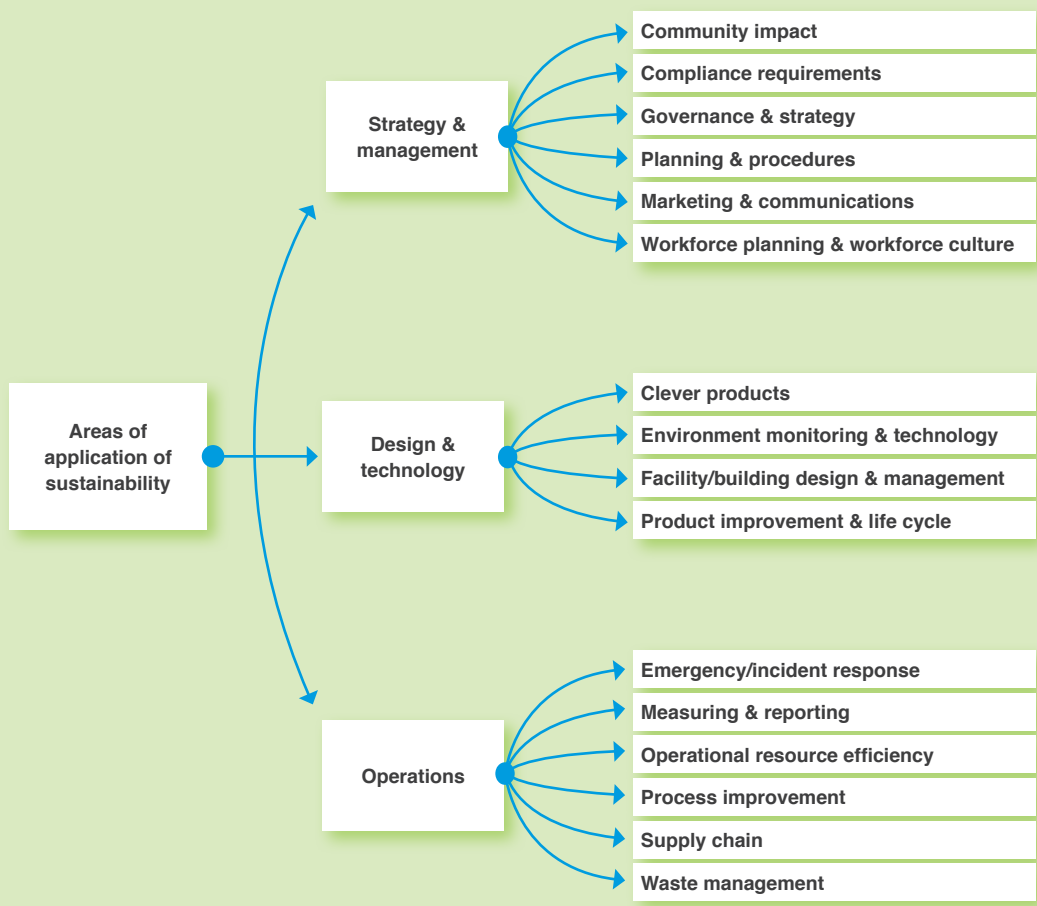 Areas of
application of
sustainability
Strategy &
management
Community impact
Compliance requirements
Governance & strategy
Planning & procedures
Marketing & communications
Workforce planning & workforce culture
Design &
technology
Clever products
Environment monitoring & technology
Facility/building design & management
Product improvement & life cycle
Operations
Emergency/incident response
Measuring & reporting
Operational resource efficiency
Process improvement
Supply chain
Waste management